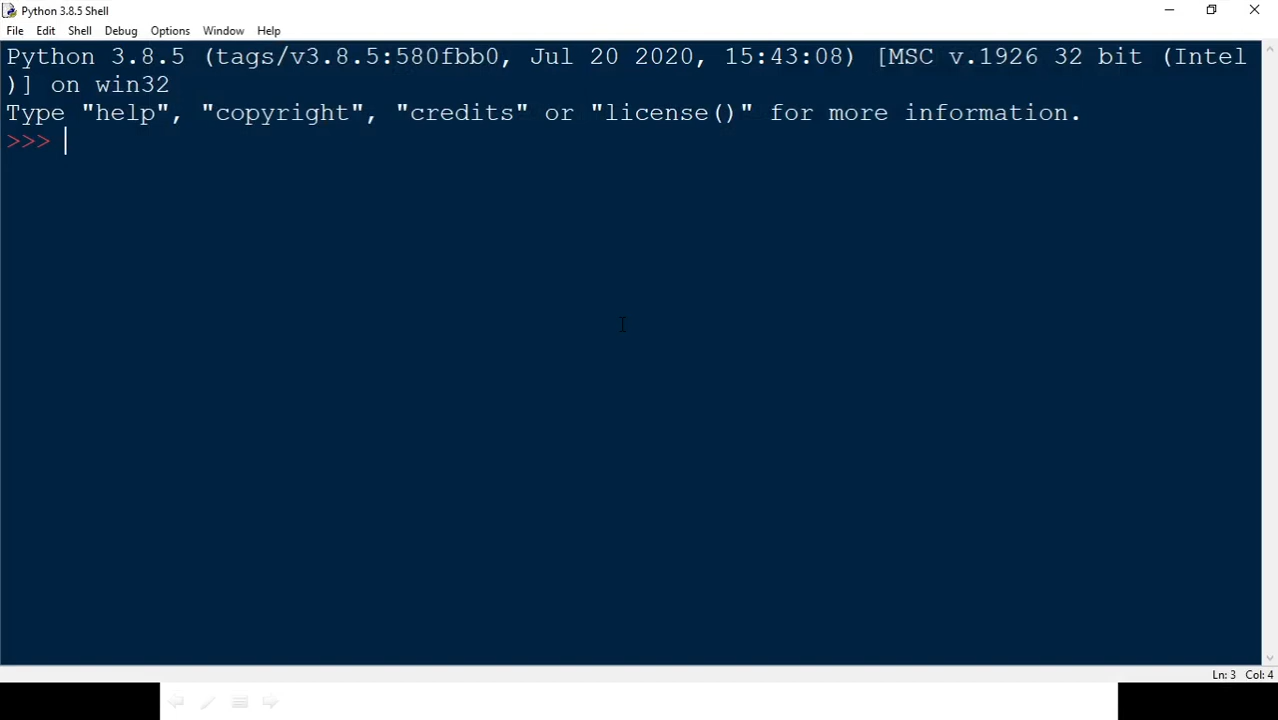 Python 3.8.5 Shell
File Edit Shell Debug Options Window Help
Python 3.8.5 (tags/v3.8.5:580fbb0, Jul 20 2020, 15:43:08) [MSC v.1926 32 bit (Intel
)] on win32
Type "help", "copyright", "credits" or "license()" for more information.
>>>
Ln: 3 Col: 4